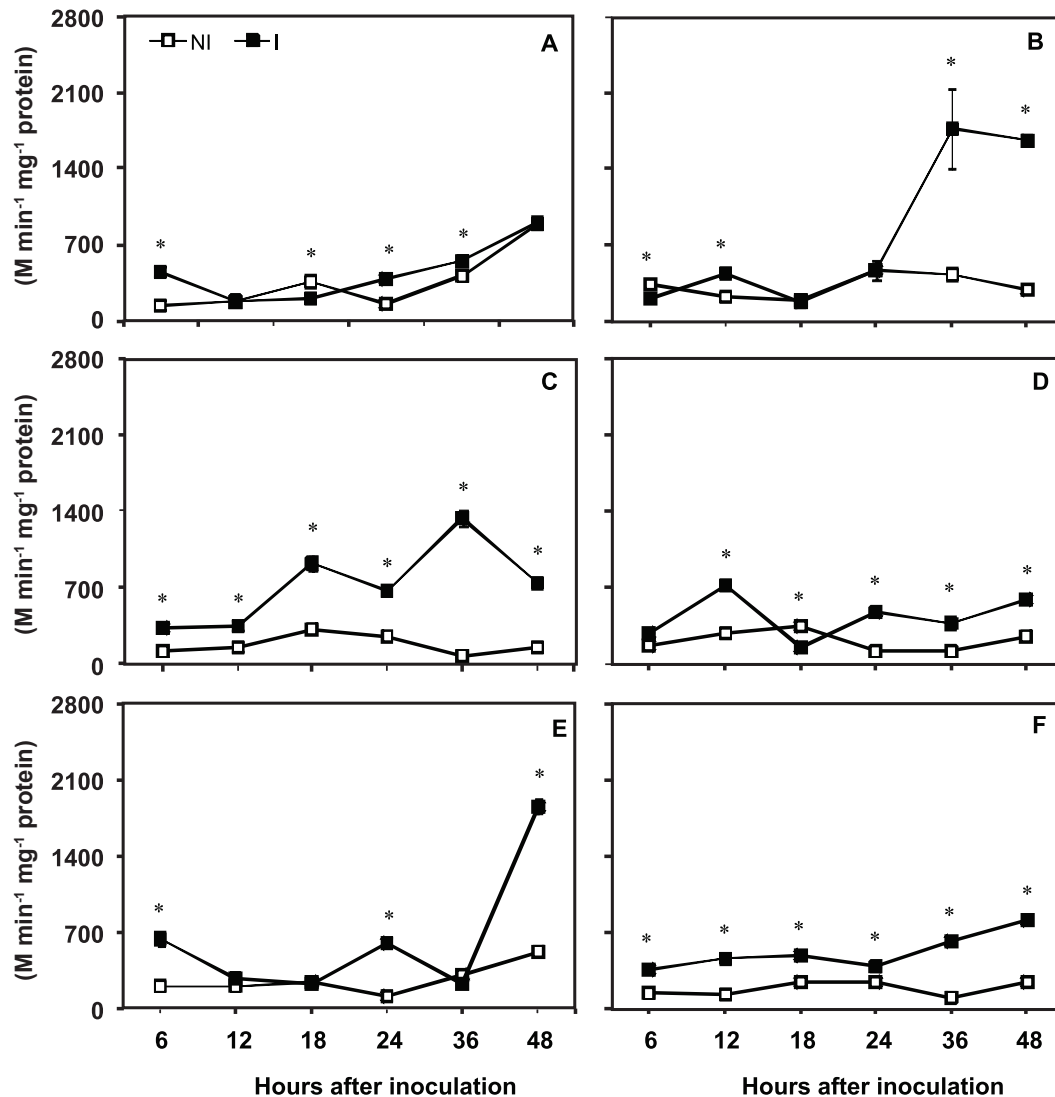 2800
2100
1400
700
0
(M min⁻¹ mg⁻¹ protein)
NI I
A
* * * *
B
* * * *
2800
2100
1400
700
0
(M min⁻¹ mg⁻¹ protein)
C
* * * * * *
D
* * * * *
2800
2100
1400
700
0
(M min⁻¹ mg⁻¹ protein)
E
* * *
F
* * * * * *
6 12 18 24 36 48
6 12 18 24 36 48
Hours after inoculation
Hours after inoculation